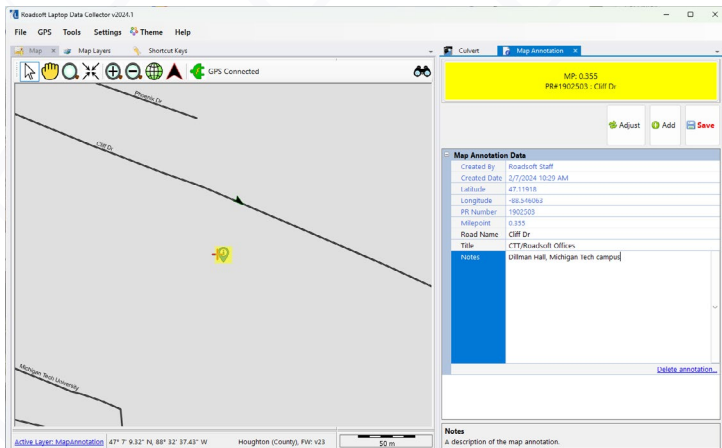 Roadsoft Laptop Data Collector v2024.1
File GPS Tools Settings Theme Help
Map Map Layers Shortcut Keys
GPS Connected
Phoenix Dr
Cliff Dr
Michigan Tech University
Active Layer: MapAnnotation 47° 7' 9.32" N, 88° 32' 37.43" W Houghton (County), FW: v23 50 m
Culvert Map Annotation
MP: 0.355
PR#1902503 : Cliff Dr
Adjust Add Save
Map Annotation Data
Created By Roadsoft Staff
Created Date 2/7/2024 10:29 AM
Latitude 47.11918
Longitude -88.546063
PR Number 1902503
Milepoint 0.355
Road Name Cliff Dr
Title CTT/Roadsoft Offices
Notes Dillman Hall, Michigan Tech campus
Delete annotation...
Notes
A description of the map annotation.